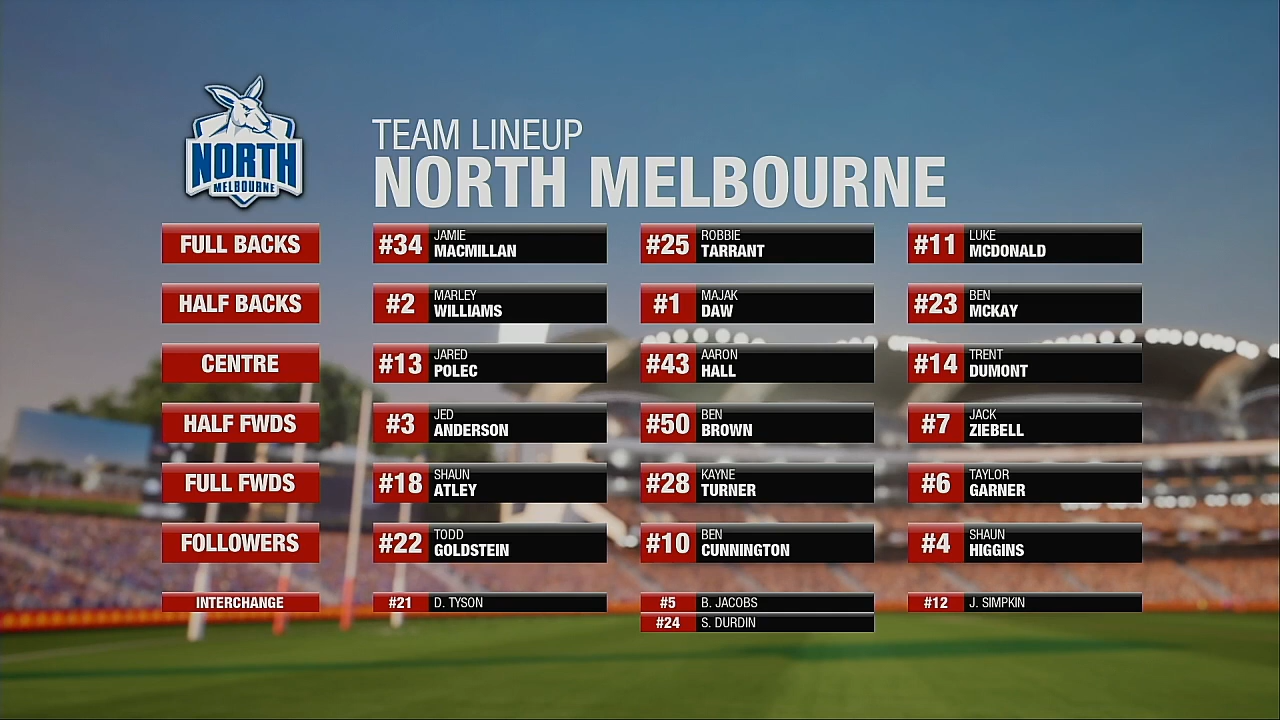 NORTH
MELBOURNE
TEAM LINEUP
NORTH MELBOURNE
FULL BACKS
#34 JAMIE MACMILLAN
#25 ROBBIE TARRANT
#11 LUKE MCDONALD
HALF BACKS
#2 MARLEY WILLIAMS
#1 MAJAK DAW
#23 BEN MCKAY
CENTRE
#13 JARED POLEC
#43 AARON HALL
#14 TRENT DUMONT
HALF FWDS
#3 JED ANDERSON
#50 BEN BROWN
#7 JACK ZIEBELL
FULL FWDS
#18 SHAUN ATLEY
#28 KAYNE TURNER
#6 TAYLOR GARNER
FOLLOWERS
#22 TODD GOLDSTEIN
#10 BEN CUNNINGTON
#4 SHAUN HIGGINS
INTERCHANGE
#21 D. TYSON
#5 B. JACOBS
#12 J. SIMPKIN
#24 S. DURDIN